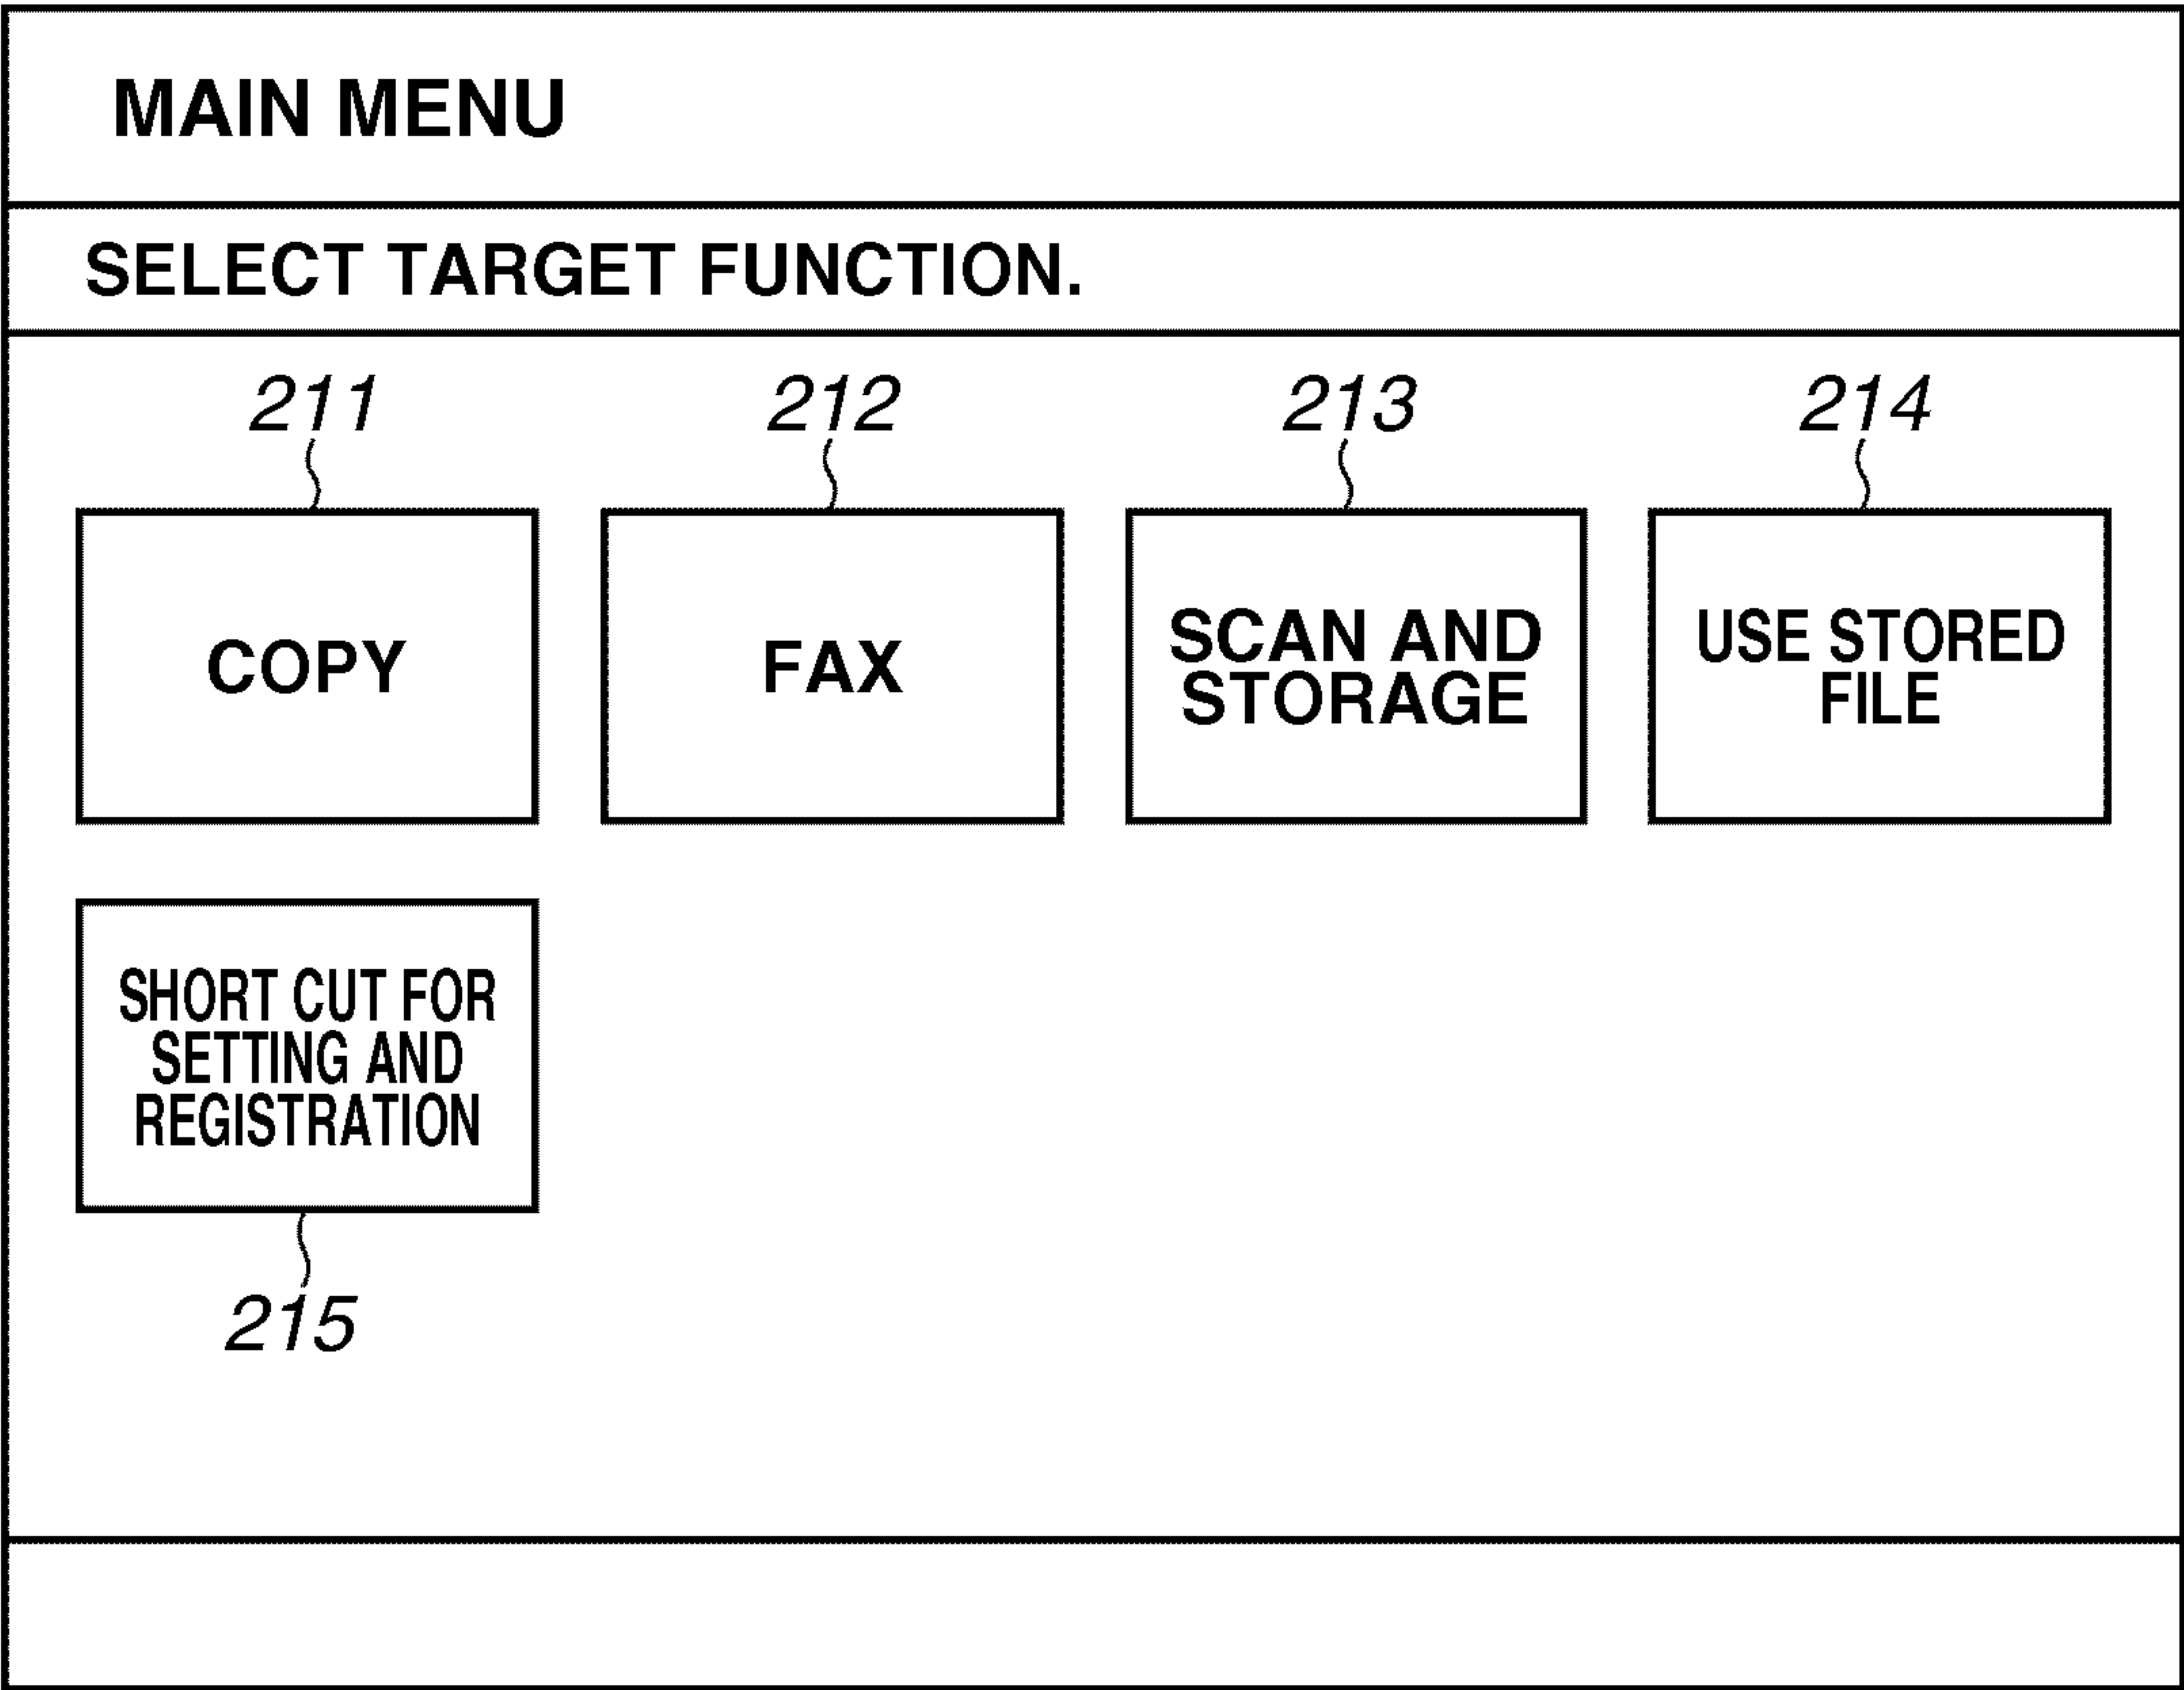 MAIN MENU
SELECT TARGET FUNCTION.
211
212
213
214
COPY
FAX
SCAN AND
STORAGE
USE STORED
FILE
SHORT CUT FOR
SETTING AND
REGISTRATION
215